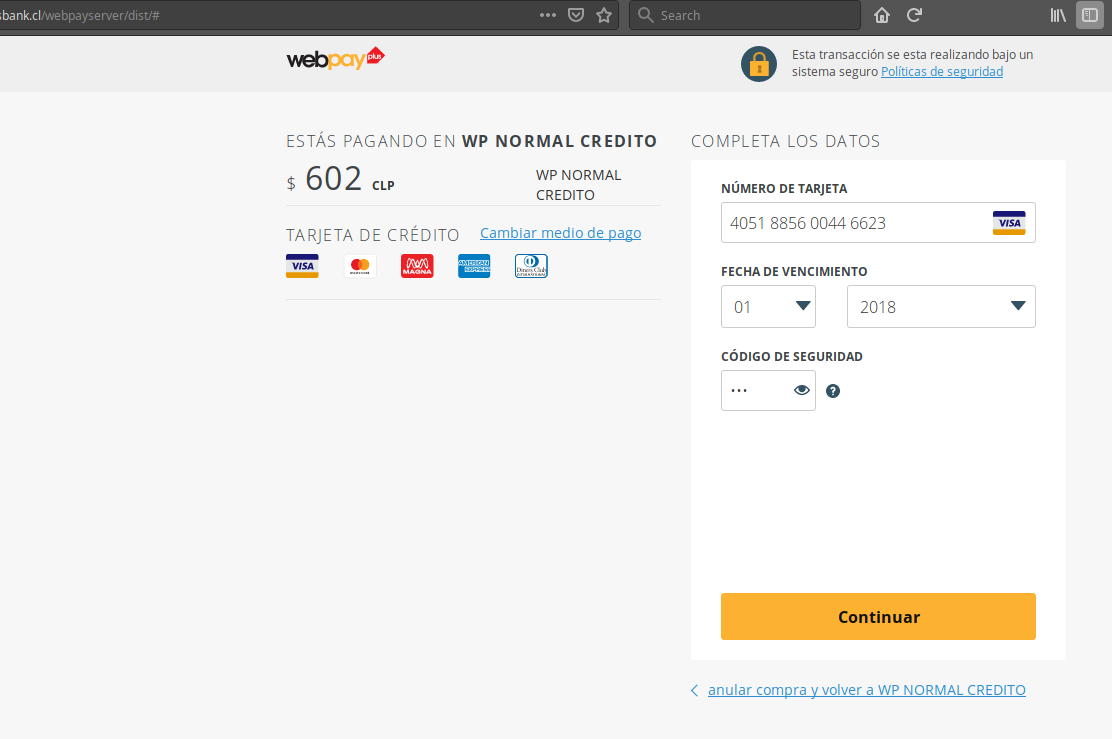 sbank.cl/webpayserver/dist/#
Search
webpay plus
Esta transacción se esta realizando bajo un
sistema seguro Políticas de seguridad
ESTÁS PAGANDO EN WP NORMAL CREDITO
$ 602 CLP
WP NORMAL
CREDITO
TARJETA DE CRÉDITO
Cambiar medio de pago
VISA
mastercard
MAGNA
AMERICAN
EXPRESS
Diners Club
INTERNATIONAL
COMPLETA LOS DATOS
NÚMERO DE TARJETA
4051 8856 0044 6623
VISA
FECHA DE VENCIMIENTO
01
2018
CÓDIGO DE SEGURIDAD
•••
?
Continuar
anular compra y volver a WP NORMAL CREDITO